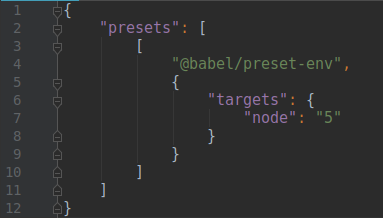 1 {
2     "presets": [
3         [
4             "@babel/preset-env",
5             {
6                 "targets": {
7                     "node": "5"
8                 }
9             }
10         ]
11     ]
12 }